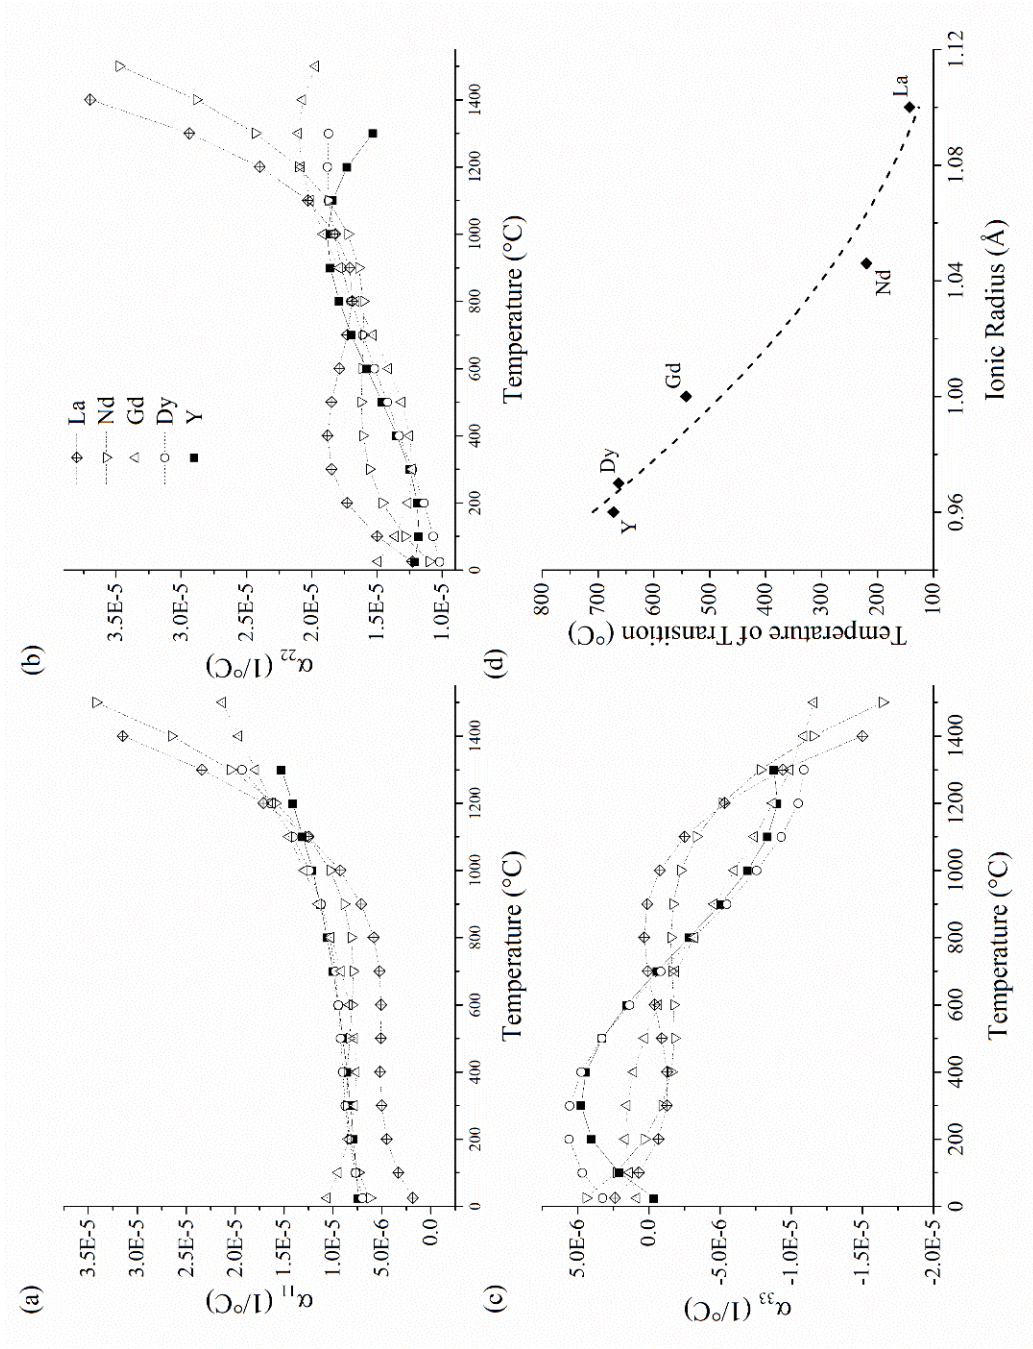 (a)
3.5E-5
3.0E-5
2.5E-5
2.0E-5
1.5E-5
1.0E-5
5.0E-6
0.0
α11 (1/°C)
0 200 400 600 800 1000 1200 1400
Temperature (°C)
(b)
La
Nd
Gd
Dy
Y
3.5E-5
3.0E-5
2.5E-5
2.0E-5
1.5E-5
1.0E-5
α22 (1/°C)
0 200 400 600 800 1000 1200 1400
Temperature (°C)
(c)
5.0E-6
0.0
-5.0E-6
-1.0E-5
-1.5E-5
-2.0E-5
α33 (1/°C)
0 200 400 600 800 1000 1200 1400
Temperature (°C)
(d)
800
700
600
500
400
300
200
100
Temperature of Transition (°C)
Y
Dy
Gd
Nd
La
0.96 1.00 1.04 1.08 1.12
Ionic Radius (Å)